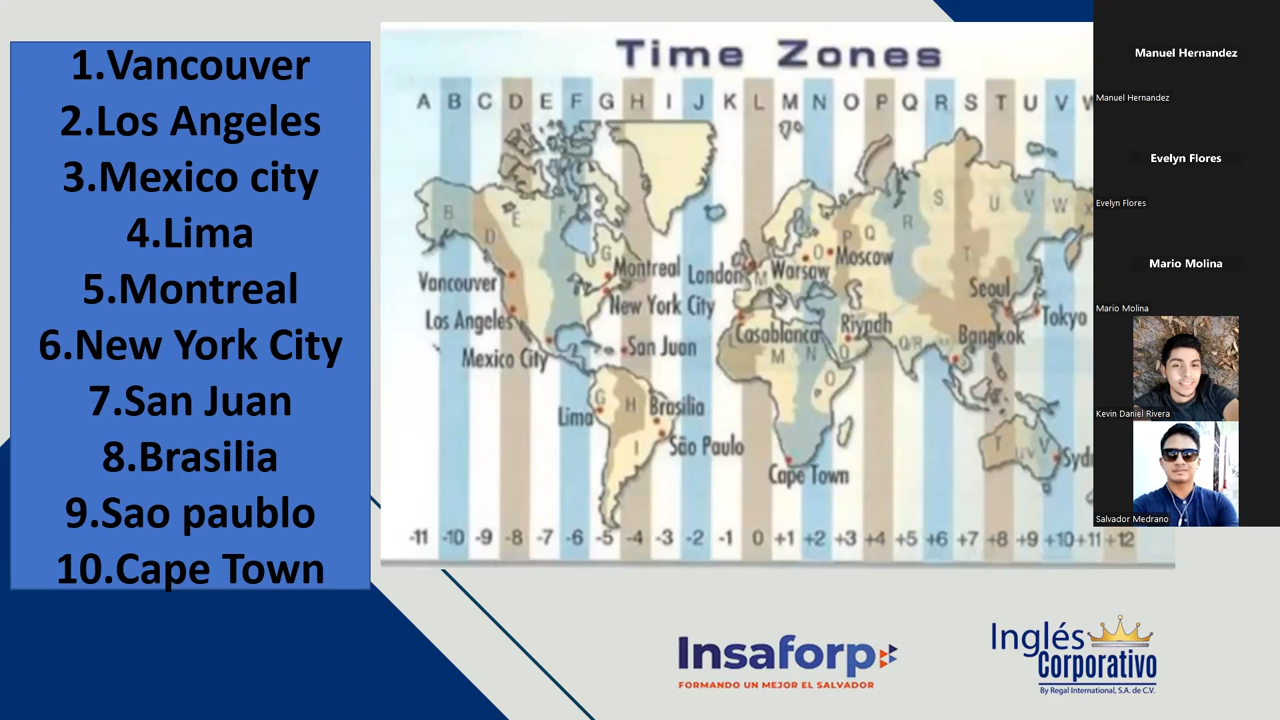 1.Vancouver
2.Los Angeles
3.Mexico city
4.Lima
5.Montreal
6.New York City
7.San Juan
8.Brasilia
9.Sao paublo
10.Cape Town
Time Zones
A B C D E F G H I J K L M N O P Q R S T U V W
B D E F G
M N O P Q R S T U V W X
Vancouver
Los Angeles
Mexico City
Montreal
New York City
San Juan
Lima
G H I
Brasilia
São Paulo
London
Warsaw
Moscow
Casablanca
Riyadh
Cape Town
M N O O
Q/R
T
Seoul
Tokyo
Bangkok
T U/V V
Syd
-11 -10 -9 -8 -7 -6 -5 -4 -3 -2 -1 0 +1 +2 +3 +4 +5 +6 +7 +8 +9 +10 +11 +12
Manuel Hernandez
Manuel Hernandez
Evelyn Flores
Evelyn Flores
Mario Molina
Mario Molina
Kevin Daniel Rivera
Salvador Medrano
Insaforp
FORMANDO UN MEJOR EL SALVADOR
Inglés
Corporativo
By Regal International, S.A. de C.V.